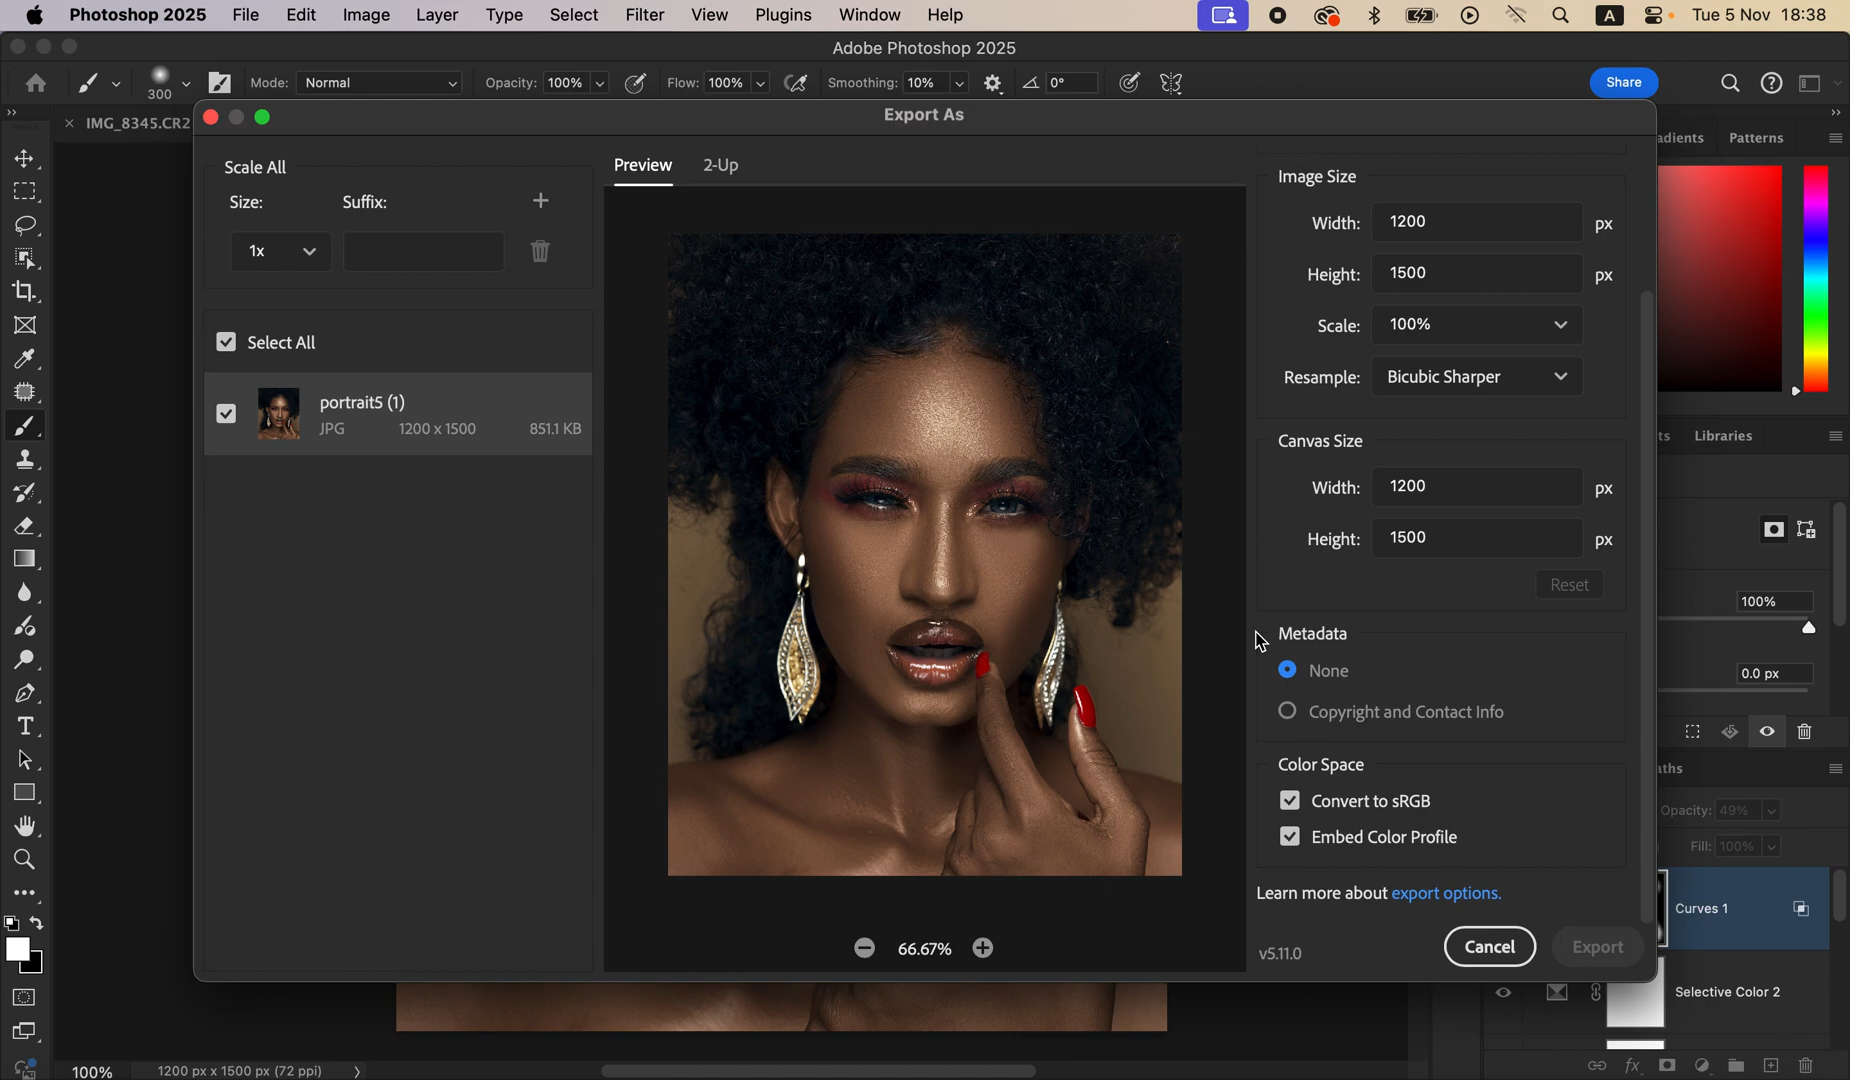 Photoshop 2025 File Edit Image Layer Type Select Filter View Plugins Window Help A Tue 5 Nov 18:38
Adobe Photoshop 2025
300 Mode: Normal Opacity: 100% Flow: 100% Smoothing: 10% 0° Share
IMG_8345.CR2
Export As
adients Patterns
Scale All
Size: Suffix:
1x
Select All
portrait5 (1)
JPG 1200 x 1500 851.1 KB
Preview 2-Up
66.67%
Image Size
Width: 1200 px
Height: 1500 px
Scale: 100%
Resample: Bicubic Sharper
Canvas Size
Width: 1200 px
Height: 1500 px
Reset
Metadata
None
Copyright and Contact Info
Color Space
Convert to sRGB
Embed Color Profile
Learn more about export options.
v5.11.0 Cancel Export
ts Libraries
100%
0.0 px
aths
Opacity: 49%
Fill: 100%
Curves 1
Selective Color 2
fx
100% 1200 px x 1500 px (72 ppi)